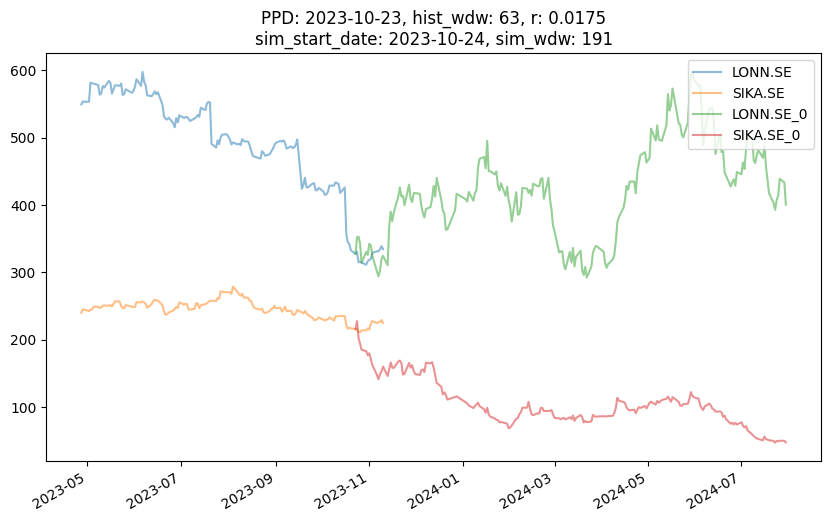 PPD: 2023-10-23, hist_wdw: 63, r: 0.0175
sim_start_date: 2023-10-24, sim_wdw: 191
LONN.SE
SIKA.SE
LONN.SE_0
SIKA.SE_0
600
500
400
300
200
100
2023-05
2023-07
2023-09
2023-11
2024-01
2024-03
2024-05
2024-07